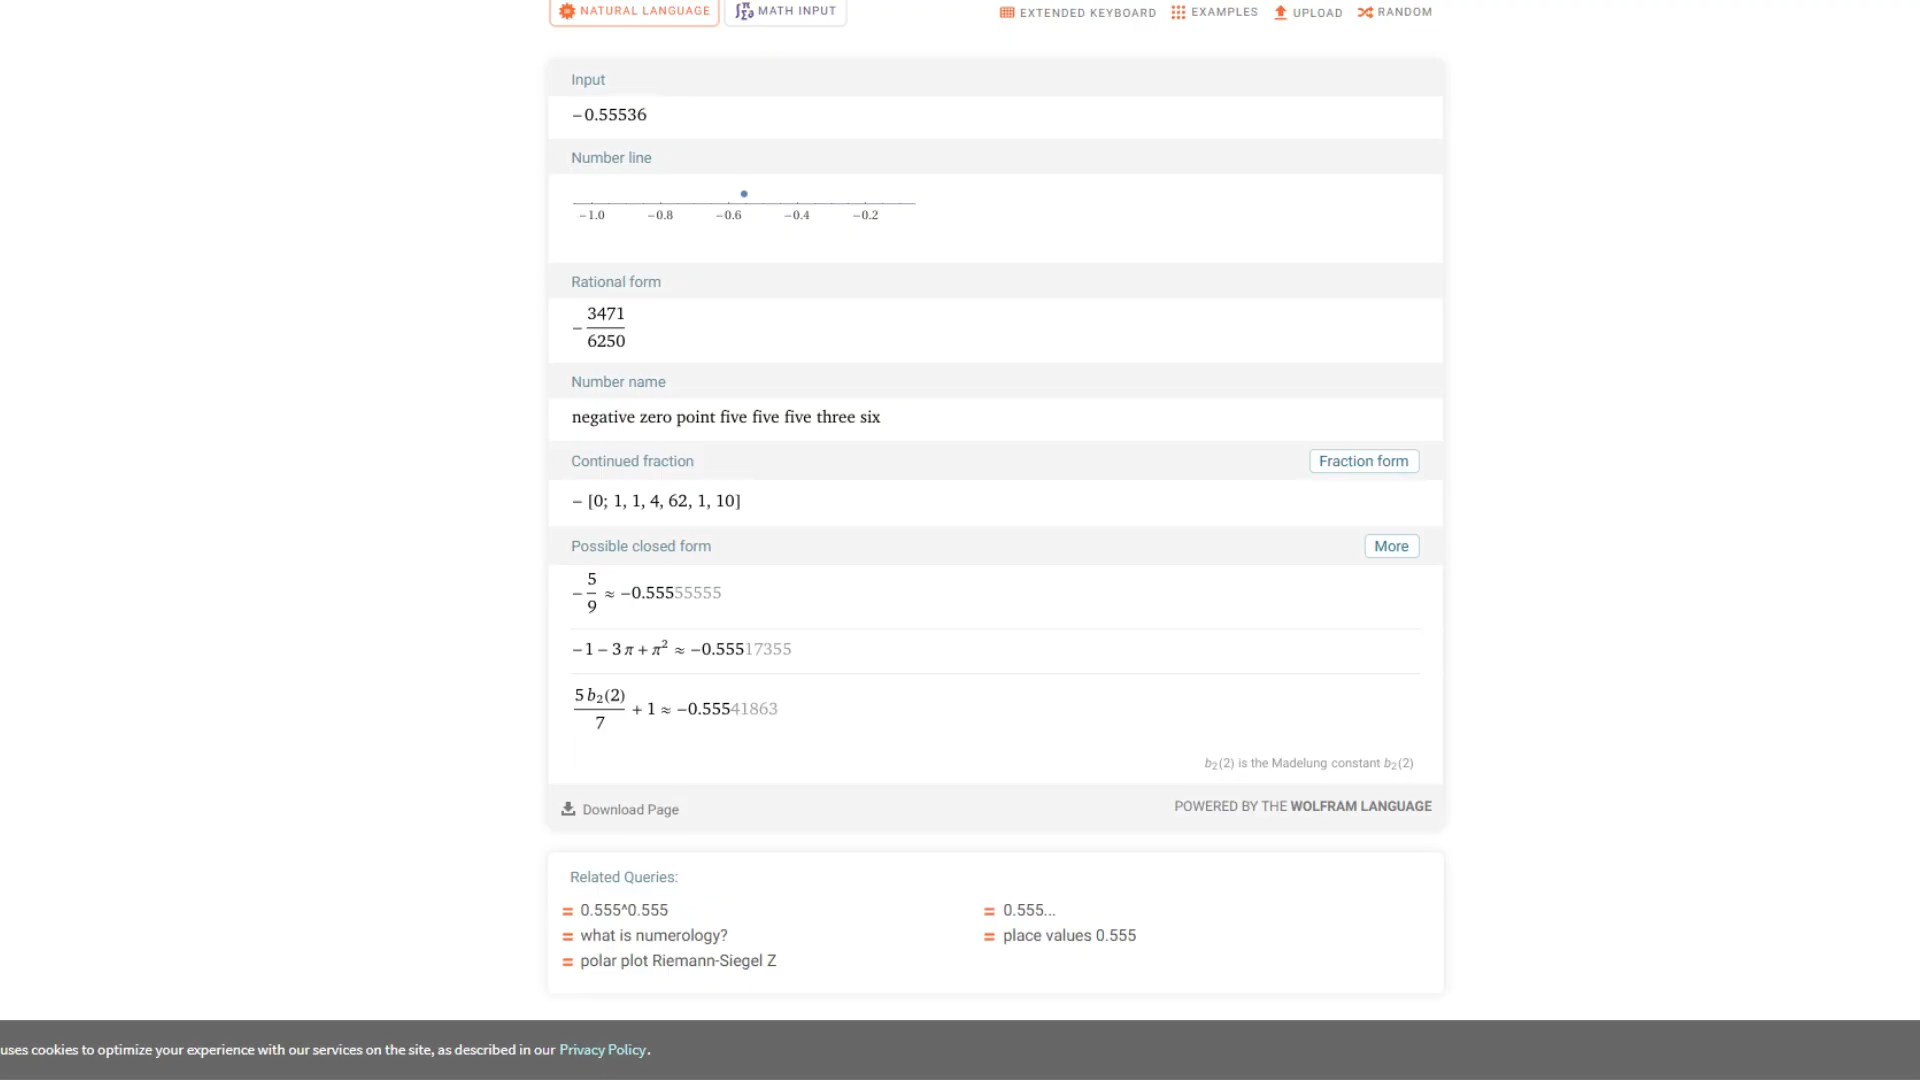 NATURAL LANGUAGE MATH INPUT EXTENDED KEYBOARD EXAMPLES UPLOAD RANDOM
Input
−0.55536
Number line
−1.0 −0.8 −0.6 −0.4 −0.2
Rational form
− 3471/6250
Number name
negative zero point five five five three six
Continued fraction Fraction form
− [0; 1, 1, 4, 62, 1, 10]
Possible closed form More
− 5/9 ≈ −0.55555555
−1 − 3 π + π² ≈ −0.55517355
5 b₂(2)/7 + 1 ≈ −0.55541863
b₂(2) is the Madelung constant b₂(2)
Download Page POWERED BY THE WOLFRAM LANGUAGE
Related Queries:
= 0.555^0.555 = 0.555...
= what is numerology? = place values 0.555
= polar plot Riemann-Siegel Z
uses cookies to optimize your experience with our services on the site, as described in our Privacy Policy.